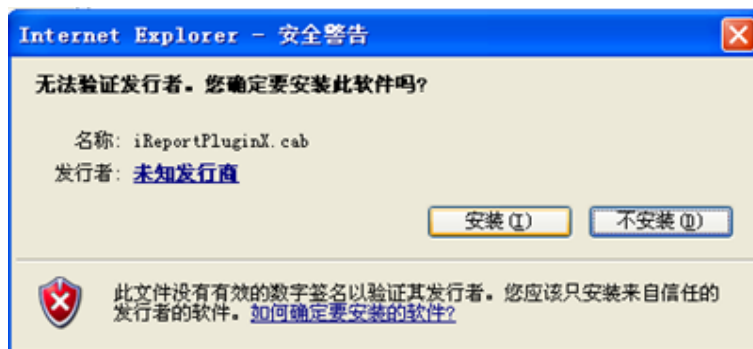 Internet Explorer - 安全警告
无法验证发行者。您确定要安装此软件吗?
名称: iReportPluginX.cab
发行者: 未知发行商
安装(I) 不安装(D)
此文件没有有效的数字签名以验证其发行者。您应该只安装来自信任的
发行者的软件。如何确定要安装的软件?